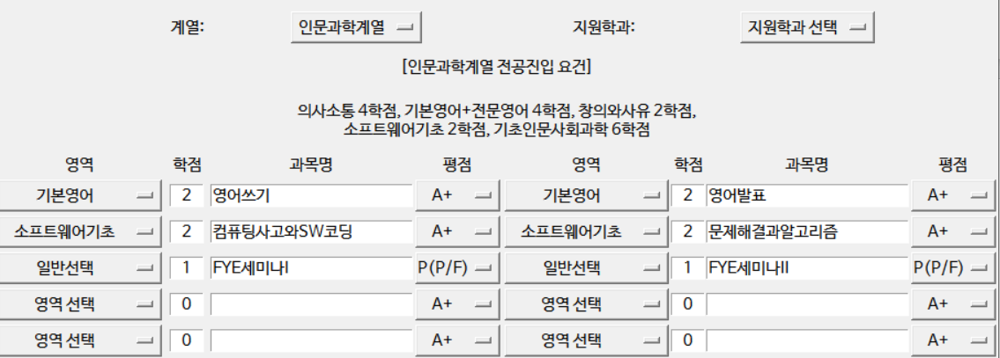 계열: 인문과학계열 지원학과: 지원학과 선택
[인문과학계열 전공진입 요건]
의사소통 4학점, 기본영어+전문영어 4학점, 창의와사유 2학점,
소프트웨어기초 2학점, 기초인문사회과학 6학점
영역 학점 과목명 평점 영역 학점 과목명 평점
기본영어 2 영어쓰기 A+ 기본영어 2 영어발표 A+
소프트웨어기초 2 컴퓨팅사고와SW코딩 A+ 소프트웨어기초 2 문제해결과알고리즘 A+
일반선택 1 FYE세미나I P(P/F) 일반선택 1 FYE세미나II P(P/F)
영역 선택 0 A+ 영역 선택 0 A+
영역 선택 0 A+ 영역 선택 0 A+